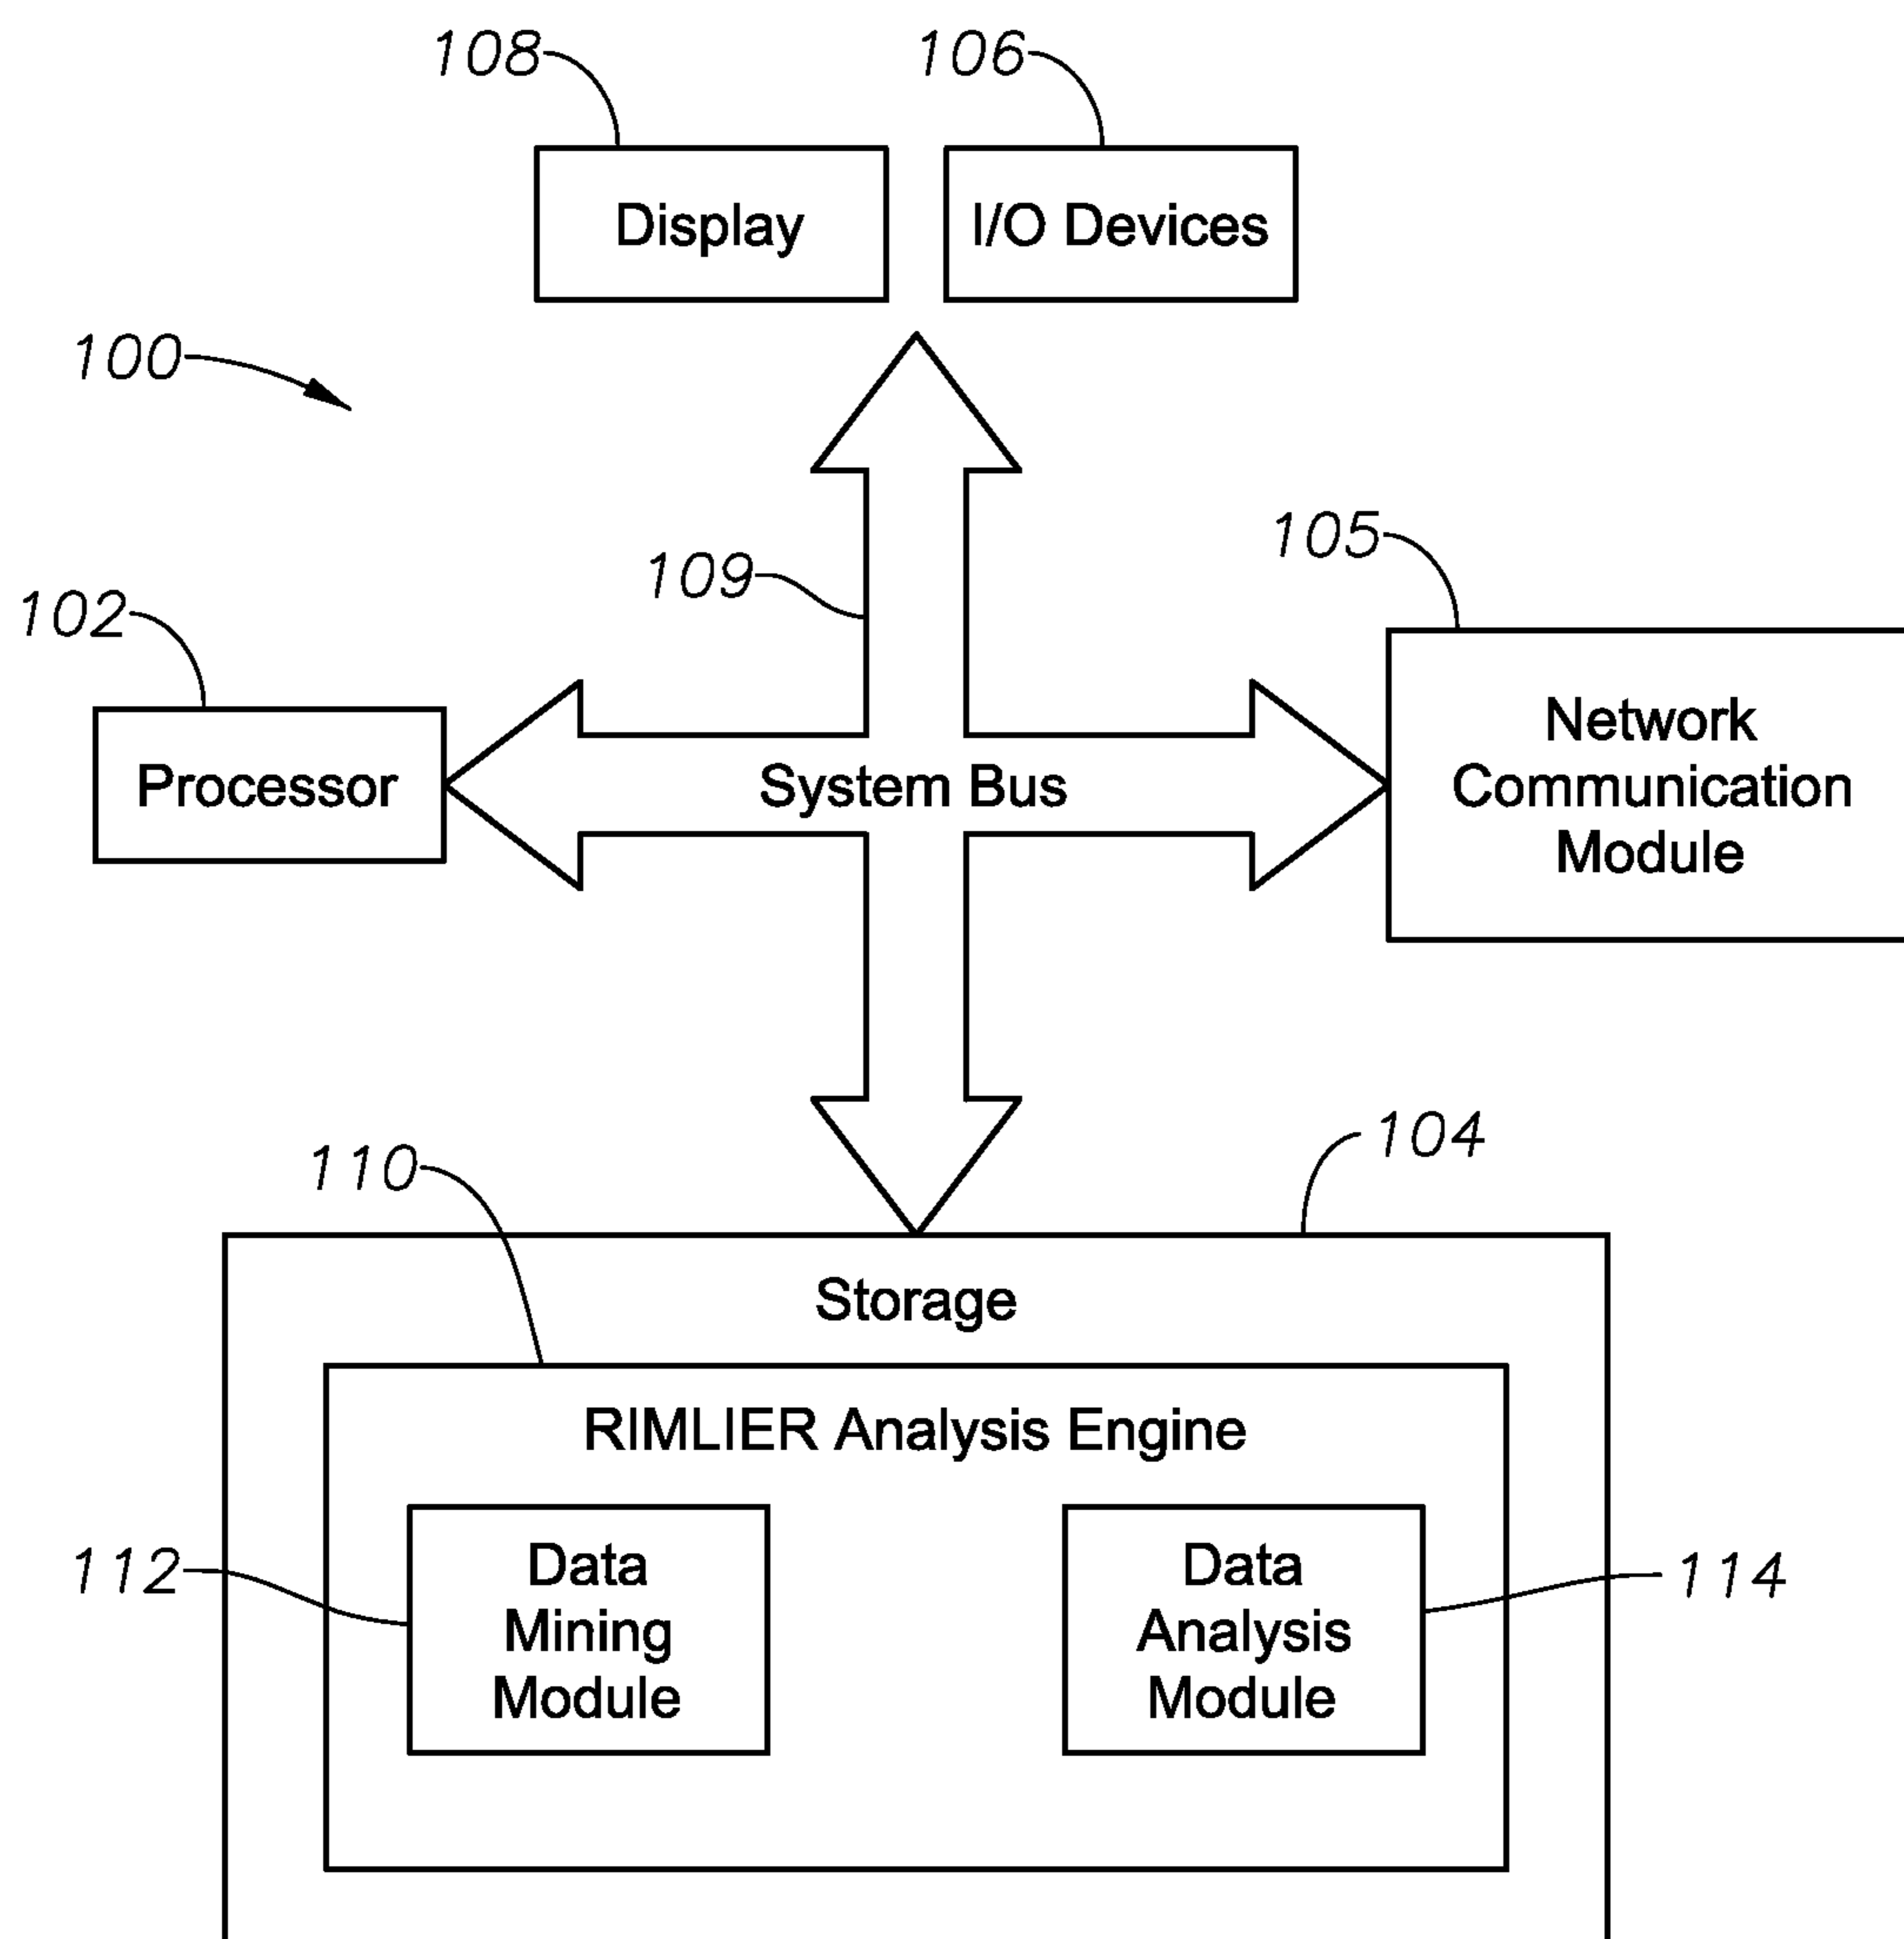 108
106
Display
I/O Devices
100
109
105
102
Network
Communication
Module
Processor
System Bus
104
110
Storage
RIMLIER Analysis Engine
112
Data
Mining
Module
Data
Analysis
Module
114